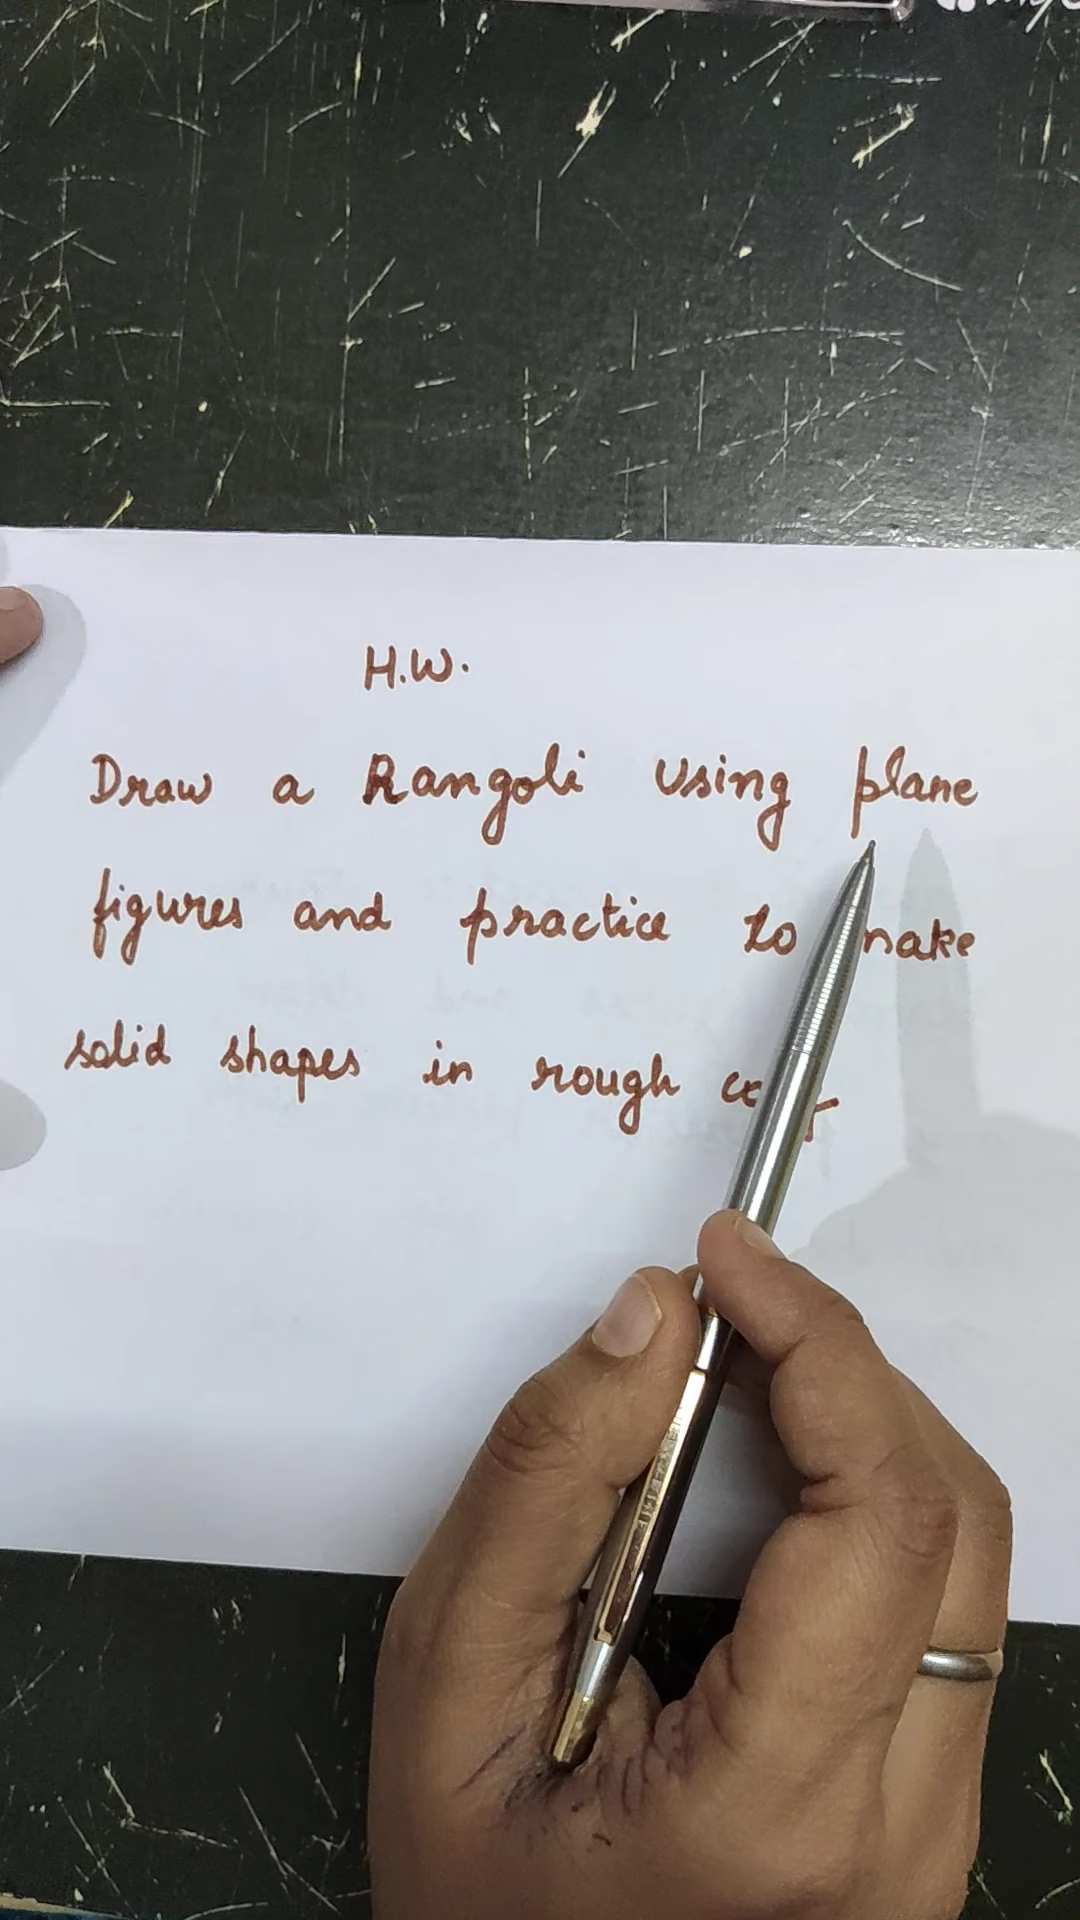 H.W.
Draw a Rangoli using plane
figures and practice to make
solid shapes in rough